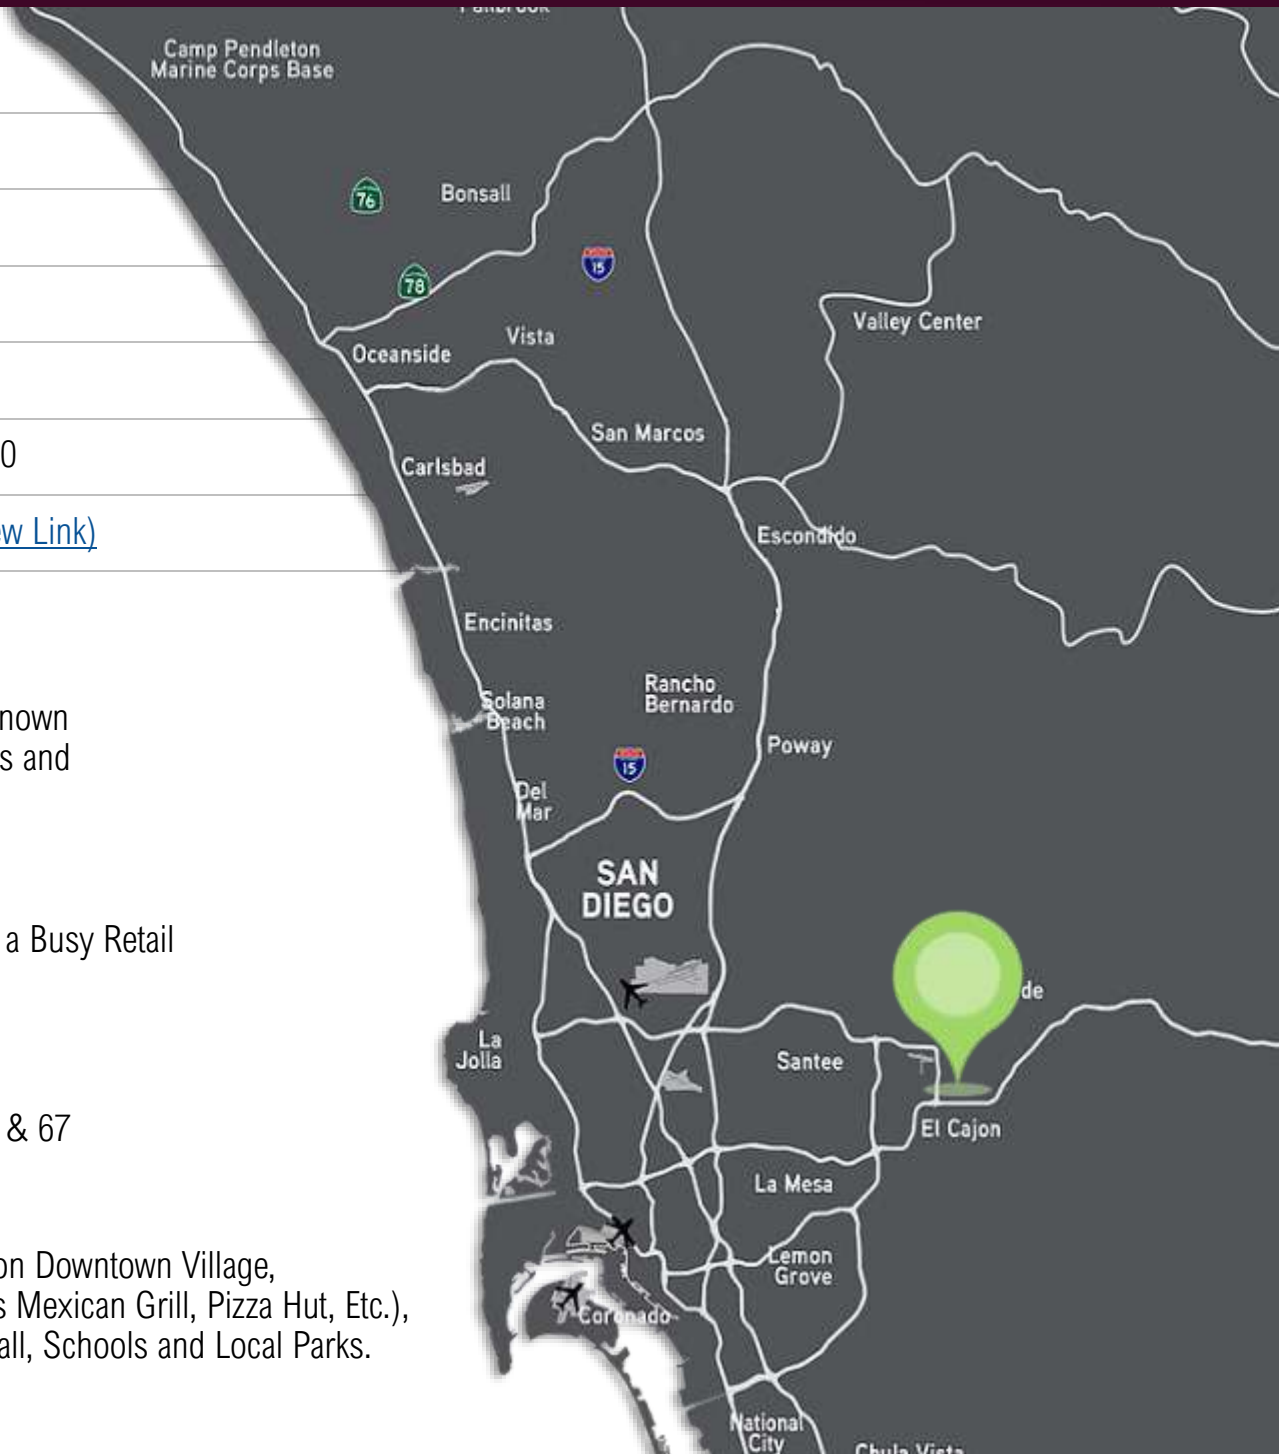 Camp Pendleton
Marine Corps Base
76
Bonsall
15
78
Valley Center
Vista
Oceanside
San Marcos
0
Carlsbad
w Link)
Escondido
Encinitas
Rancho
Bernardo
Solana
Beach
nown
s and
Poway
15
Del
Mar
SAN
DIEGO
a Busy Retail
de
La
Jolla
Santee
& 67
El Cajon
La Mesa
on Downtown Village,
Lemon
Grove
s Mexican Grill, Pizza Hut, Etc.),
Coronado
all, Schools and Local Parks.
National
City
Chula Vista